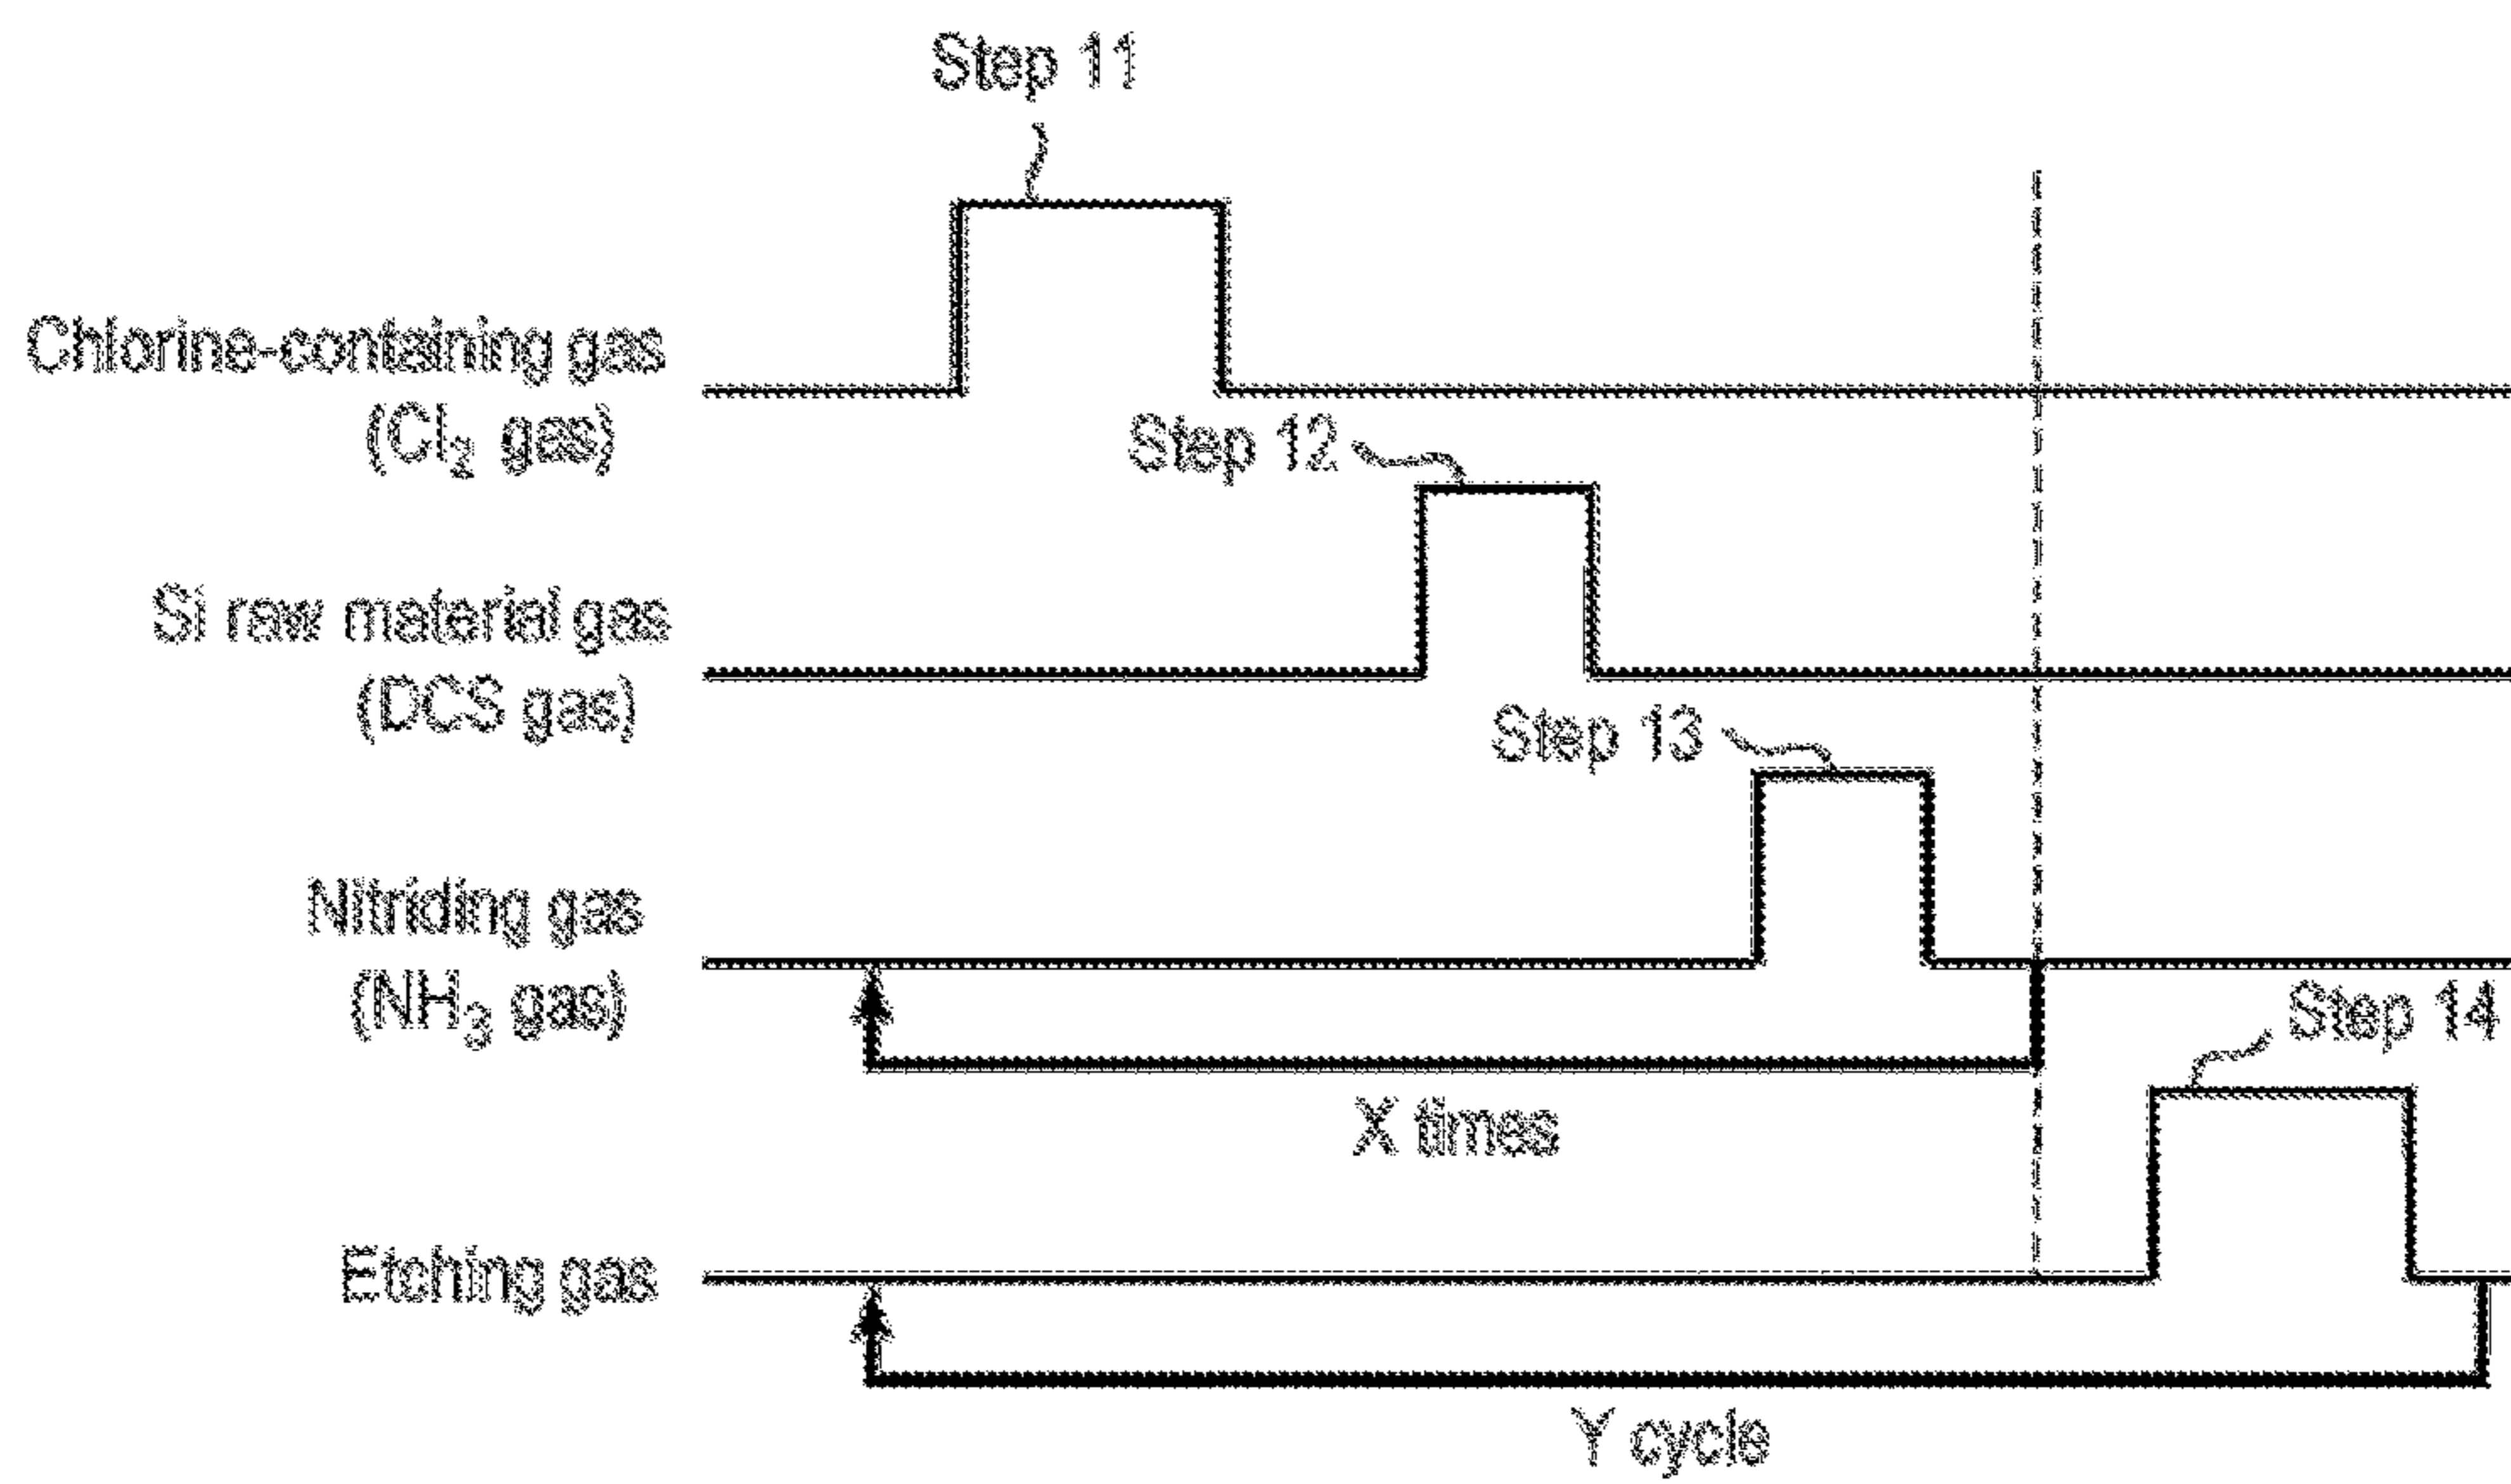 Step 11
Chlorine-containing gas
(Cl₂ gas)
Step 12
Si raw material gas
(DCS gas)
Step 13
Nitriding gas
(NH₃ gas)
Step 14
X times
Etching gas
Y cycle